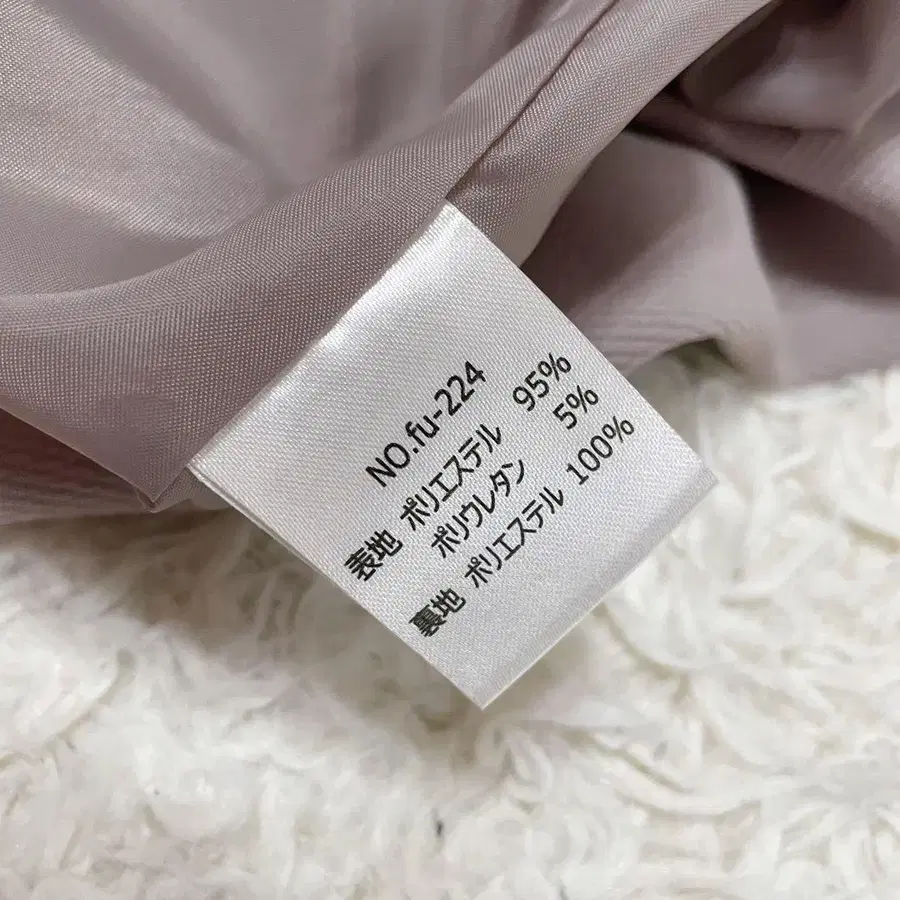 NO.fu-224
表地 ポリエステル 95%
ポリウレタン 5%
裏地 ポリエステル 100%